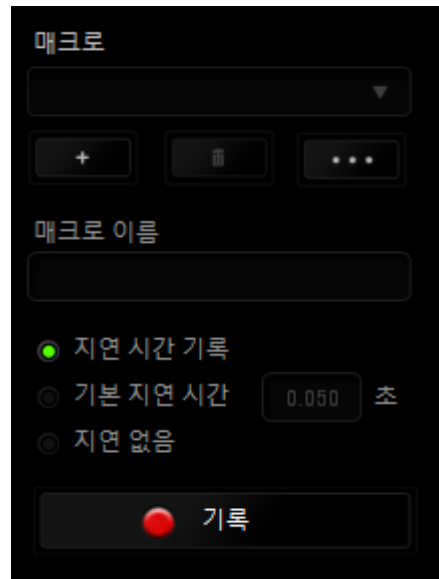 매크로
+
•••
매크로 이름
지연 시간 기록
기본 지연 시간 0.050 초
지연 없음
기록